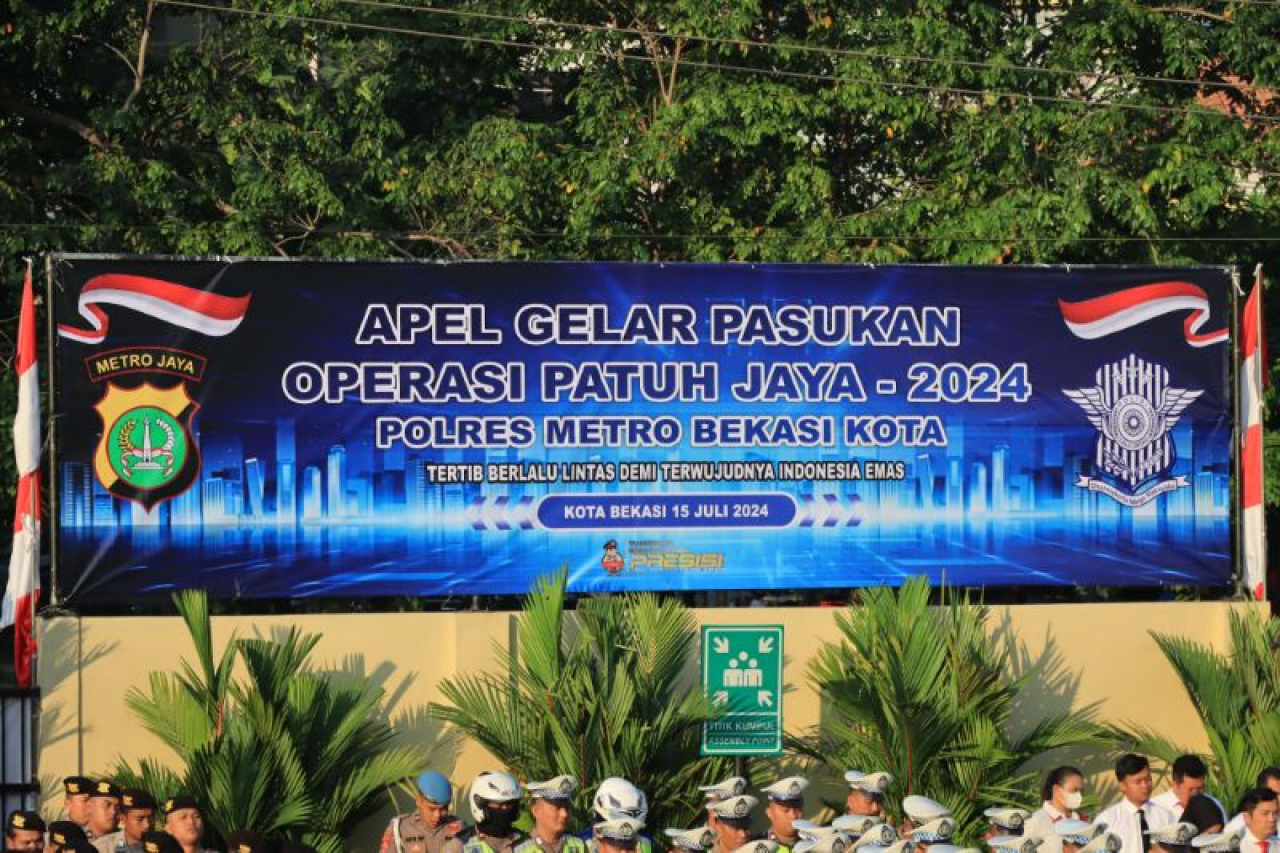 METRO JAYA
APEL GELAR PASUKAN
OPERASI PATUH JAYA - 2024
POLRES METRO BEKASI KOTA
TERTIB BERLALU LINTAS DEMI TERWUJUDNYA INDONESIA EMAS
KOTA BEKASI 15 JULI 2024
PRESISI
TITIK KUMPUL
ASSEMBLY POINT